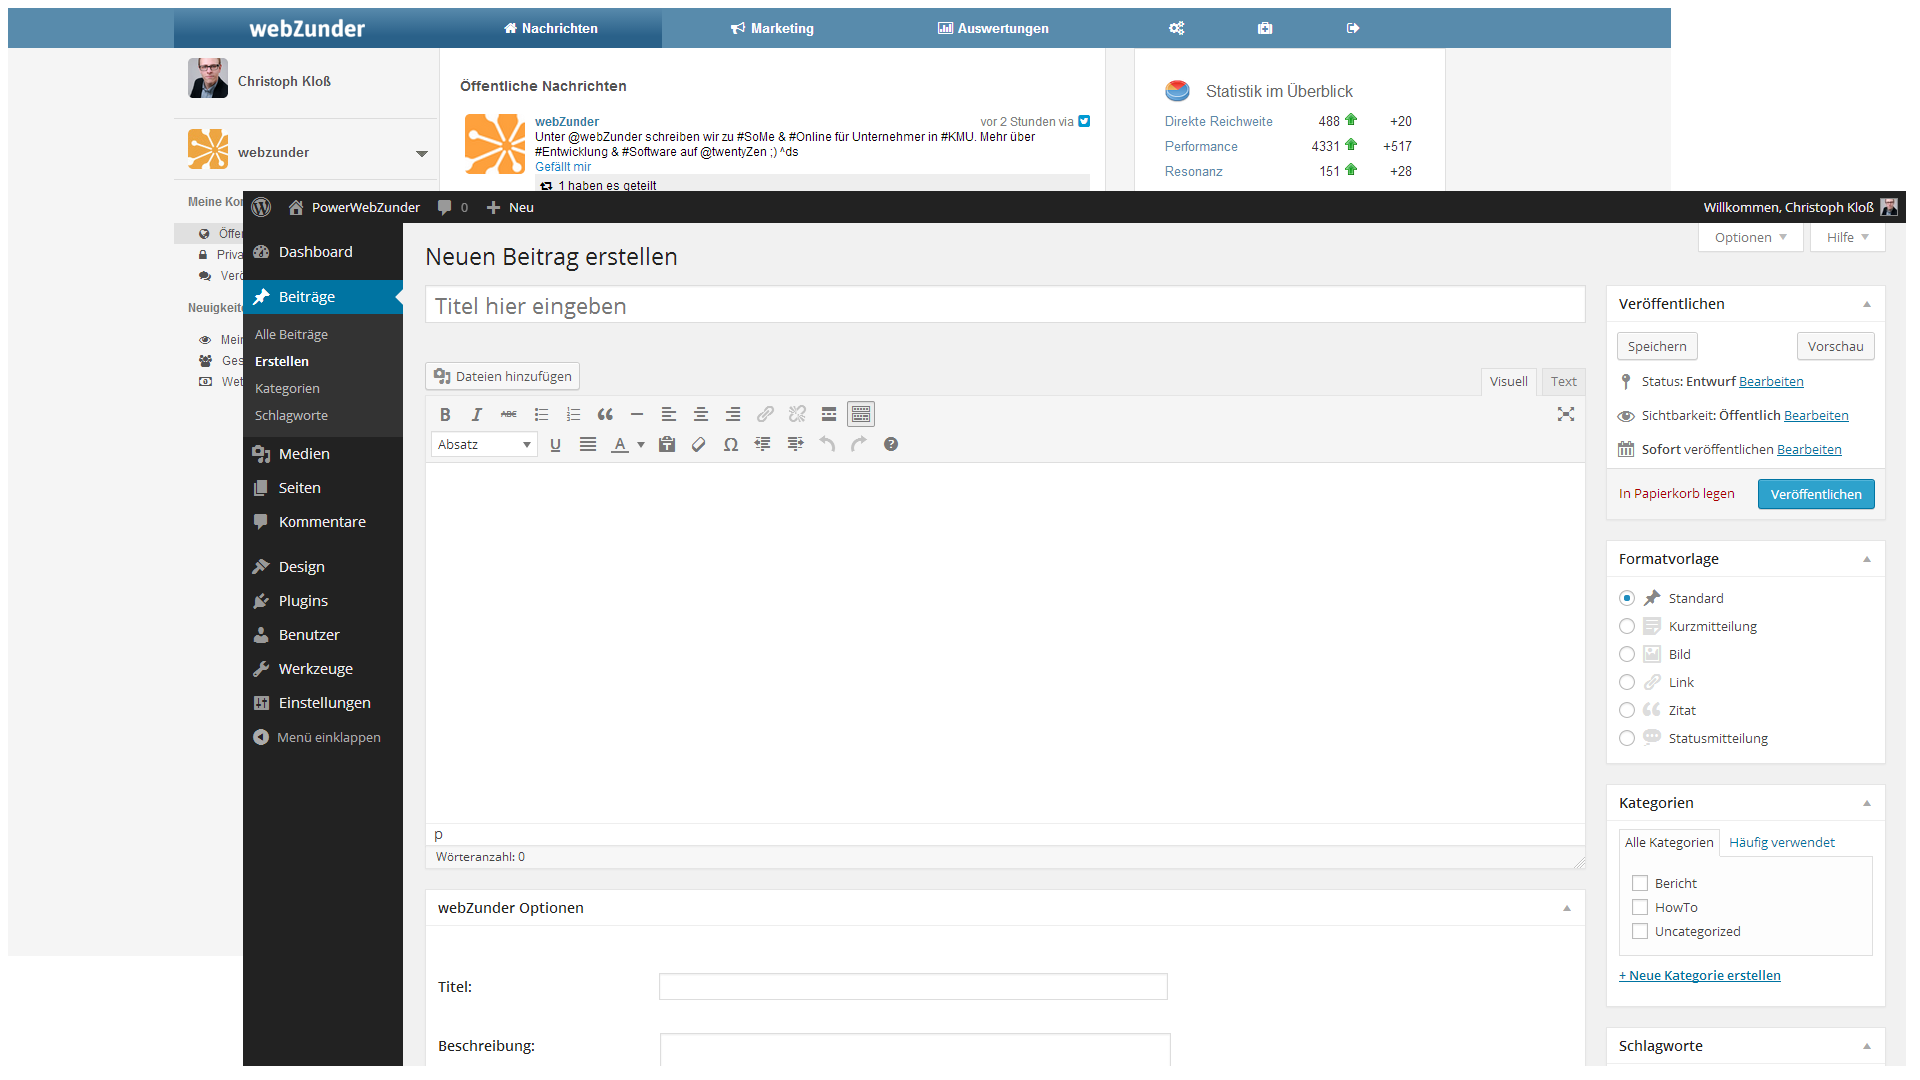 webZunder
Nachrichten
Marketing
Auswertungen
Christoph Kloß
webzunder
Meine Kon
Öffe
Priva
Verö
Neuigkeite
Mein
Ges
Wet
Öffentliche Nachrichten
webZunder
vor 2 Stunden via
Unter @webZunder schreiben wir zu #SoMe & #Online für Unternehmer in #KMU. Mehr über
#Entwicklung & #Software auf @twentyZen ;) ^ds
Gefällt mir
1 haben es geteilt
Statistik im Überblick
Direkte Reichweite 488 +20
Performance 4331 +517
Resonanz 151 +28
PowerWebZunder
0
Neu
Willkommen, Christoph Kloß
Dashboard
Beiträge
Alle Beiträge
Erstellen
Kategorien
Schlagworte
Medien
Seiten
Kommentare
Design
Plugins
Benutzer
Werkzeuge
Einstellungen
Menü einklappen
Optionen
Hilfe
Neuen Beitrag erstellen
Titel hier eingeben
Dateien hinzufügen
Visuell
Text
B I ABC
Absatz
U A Ω
p
Wörteranzahl: 0
webZunder Optionen
Titel:
Beschreibung:
Veröffentlichen
Speichern
Vorschau
Status: Entwurf Bearbeiten
Sichtbarkeit: Öffentlich Bearbeiten
Sofort veröffentlichen Bearbeiten
In Papierkorb legen
Veröffentlichen
Formatvorlage
Standard
Kurzmitteilung
Bild
Link
Zitat
Statusmitteilung
Kategorien
Alle Kategorien
Häufig verwendet
Bericht
HowTo
Uncategorized
+ Neue Kategorie erstellen
Schlagworte